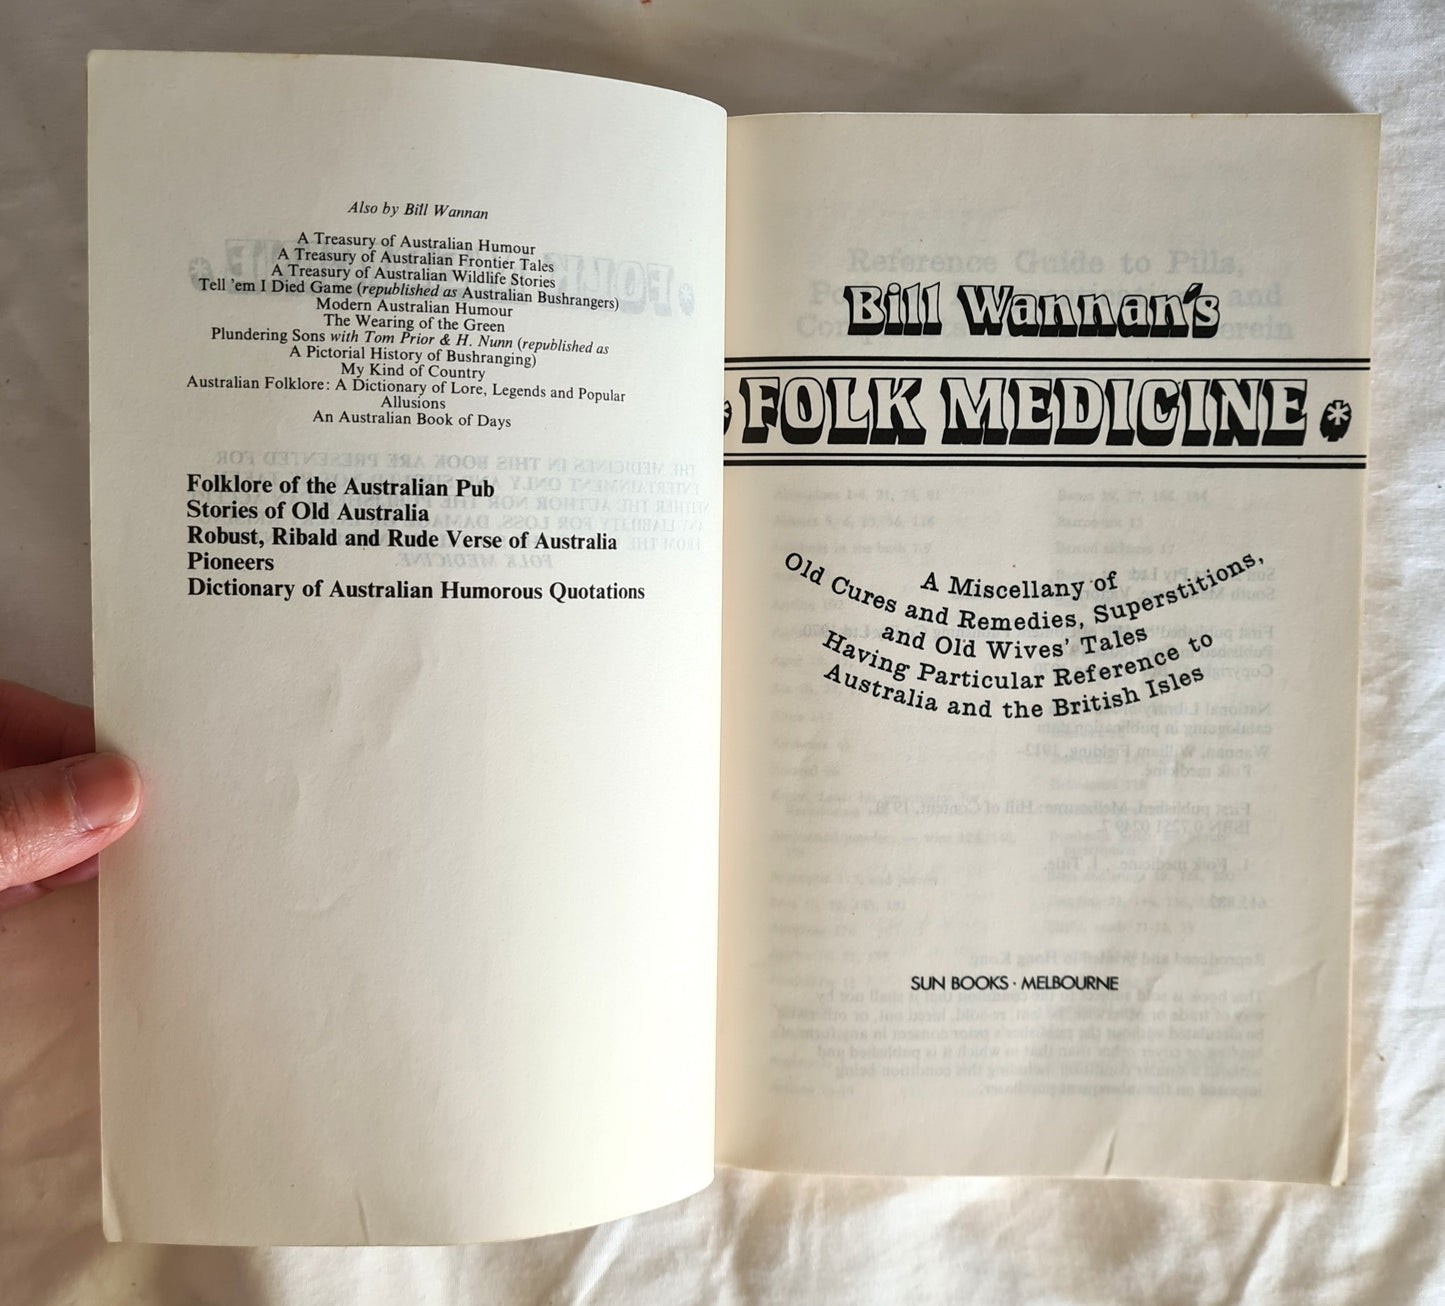 Also by Bill Wannan
A Treasury of Australian Humour
A Treasury of Australian Frontier Tales
A Treasury of Australian Wildlife Stories
Tell 'em I Died Game (republished as Australian Bushrangers)
Modern Australian Humour
The Wearing of the Green
Plundering Sons with Tom Prior & H. Nunn (republished as
A Pictorial History of Bushranging)
My Kind of Country
Australian Folklore: A Dictionary of Lore, Legends and Popular
Allusions
An Australian Book of Days
Folklore of the Australian Pub
Stories of Old Australia
Robust, Ribald and Rude Verse of Australia
Pioneers
Dictionary of Australian Humorous Quotations
Bill Wannan's
* FOLK MEDICINE *
A Miscellany of
Old Cures and Remedies, Superstitions,
and Old Wives' Tales
Having Particular Reference to
Australia and the British Isles
SUN BOOKS · MELBOURNE